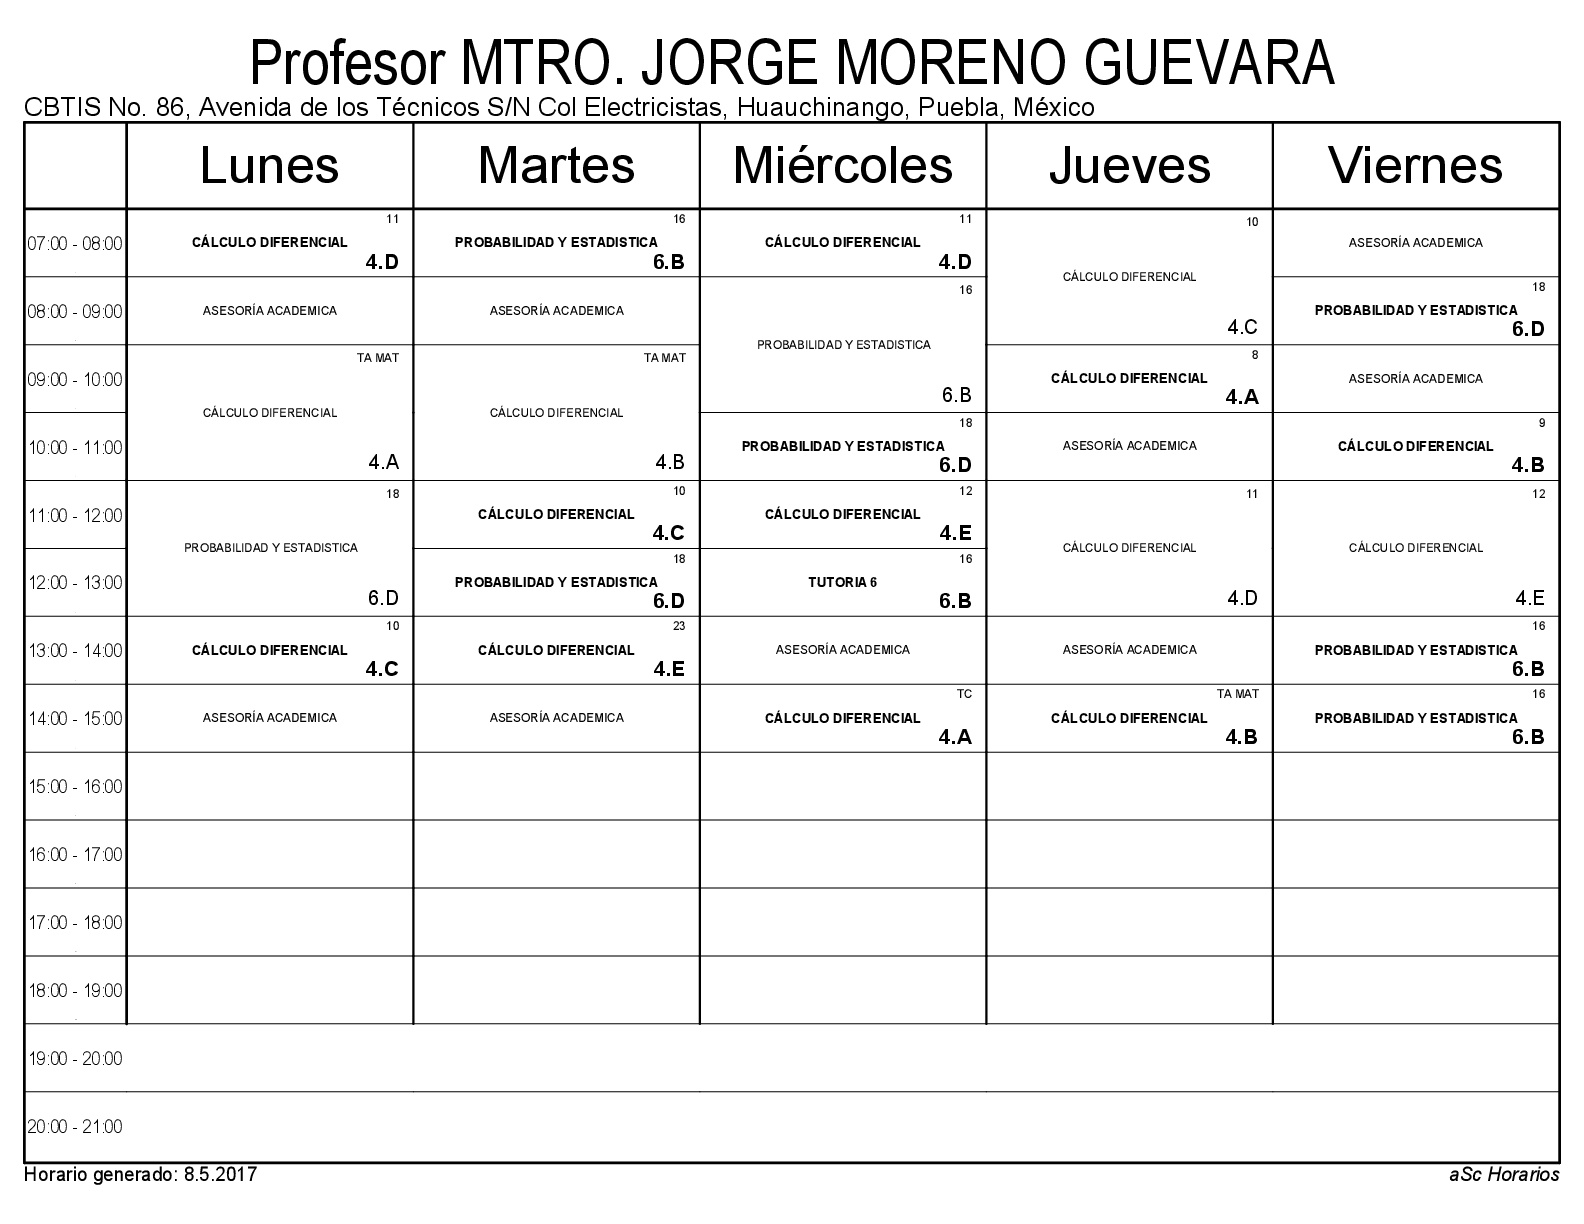 Profesor MTRO. JORGE MORENO GUEVARA
CBTIS No. 86, Avenida de los Técnicos S/N Col Electricistas, Huauchinango, Puebla, México
Lunes Martes Miércoles Jueves Viernes
07:00 - 08:00
11
CÁLCULO DIFERENCIAL
4.D
16
PROBABILIDAD Y ESTADISTICA
6.B
11
CÁLCULO DIFERENCIAL
4.D
10
CÁLCULO DIFERENCIAL
4.C
ASESORÍA ACADEMICA
08:00 - 09:00
ASESORÍA ACADEMICA
ASESORÍA ACADEMICA
16
PROBABILIDAD Y ESTADISTICA
6.B
18
PROBABILIDAD Y ESTADISTICA
6.D
09:00 - 10:00
TA MAT
CÁLCULO DIFERENCIAL
4.A
TA MAT
CÁLCULO DIFERENCIAL
4.B
8
CÁLCULO DIFERENCIAL
4.A
ASESORÍA ACADEMICA
10:00 - 11:00
18
PROBABILIDAD Y ESTADISTICA
6.D
ASESORÍA ACADEMICA
9
CÁLCULO DIFERENCIAL
4.B
11:00 - 12:00
18
PROBABILIDAD Y ESTADISTICA
6.D
10
CÁLCULO DIFERENCIAL
4.C
12
CÁLCULO DIFERENCIAL
4.E
11
CÁLCULO DIFERENCIAL
4.D
12
CÁLCULO DIFERENCIAL
4.E
12:00 - 13:00
18
PROBABILIDAD Y ESTADISTICA
6.D
16
TUTORIA 6
6.B
13:00 - 14:00
10
CÁLCULO DIFERENCIAL
4.C
23
CÁLCULO DIFERENCIAL
4.E
ASESORÍA ACADEMICA
ASESORÍA ACADEMICA
16
PROBABILIDAD Y ESTADISTICA
6.B
14:00 - 15:00
ASESORÍA ACADEMICA
ASESORÍA ACADEMICA
TC
CÁLCULO DIFERENCIAL
4.A
TA MAT
CÁLCULO DIFERENCIAL
4.B
16
PROBABILIDAD Y ESTADISTICA
6.B
15:00 - 16:00
16:00 - 17:00
17:00 - 18:00
18:00 - 19:00
19:00 - 20:00
20:00 - 21:00
Horario generado: 8.5.2017
aSc Horarios